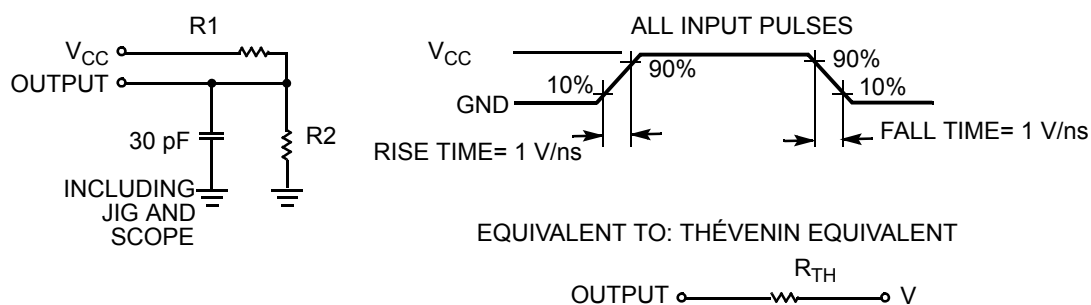 R1
V_CC
OUTPUT
30 pF
R2
INCLUDING
JIG AND
SCOPE
ALL INPUT PULSES
V_CC
GND
10%
90%
90%
10%
RISE TIME= 1 V/ns
FALL TIME= 1 V/ns
EQUIVALENT TO: THÉVENIN EQUIVALENT
R_TH
OUTPUT
V